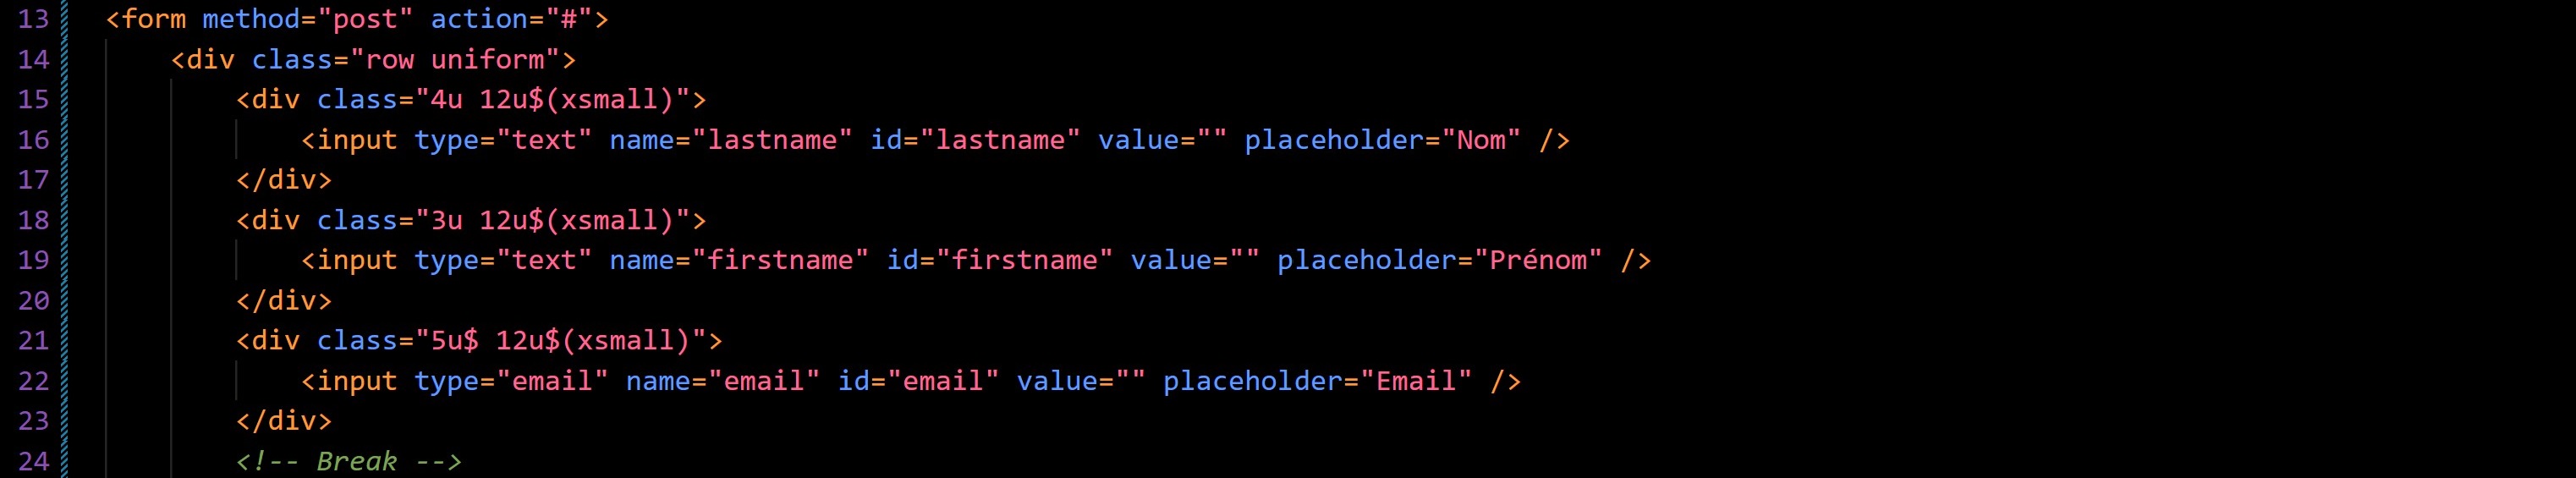 13 <form method="post" action="#">
14 <div class="row uniform">
15 <div class="4u 12u$(xsmall)">
16 <input type="text" name="lastname" id="lastname" value="" placeholder="Nom" />
17 </div>
18 <div class="3u 12u$(xsmall)">
19 <input type="text" name="firstname" id="firstname" value="" placeholder="Prénom" />
20 </div>
21 <div class="5u$ 12u$(xsmall)">
22 <input type="email" name="email" id="email" value="" placeholder="Email" />
23 </div>
24 <!-- Break -->